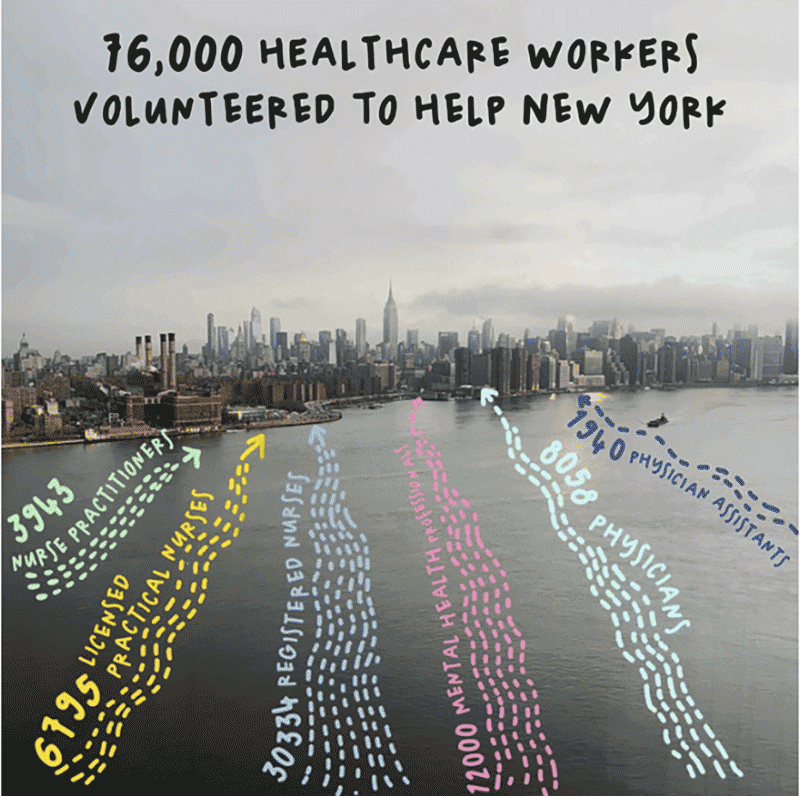 76,000 HEALTHCARE WORKERS
VOLUNTEERED TO HELP NEW YORK
3943
NURSE PRACTITIONERS
6795 LICENSED
PRACTICAL NURSES
30334 REGISTERED NURSES
12000 MENTAL HEALTH PROFESSIONALS
8058 PHYSICIANS
1940 PHYSICIAN ASSISTANTS